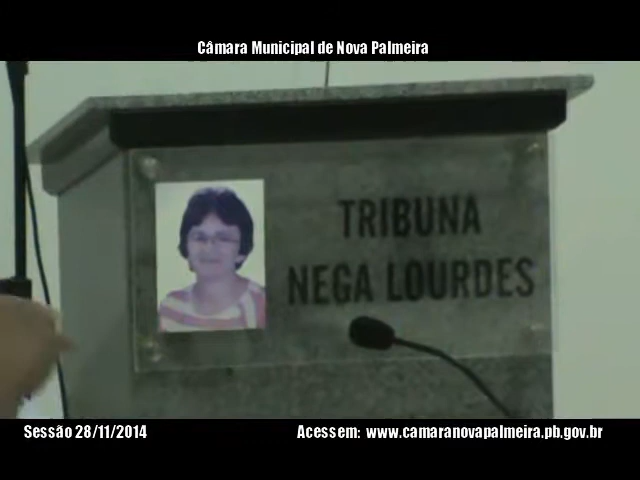 Câmara Municipal de Nova Palmeira
TRIBUNA
NEGA LOURDES
Sessão 28/11/2014
Acessem: www.camaranovapalmeira.pb.gov.br